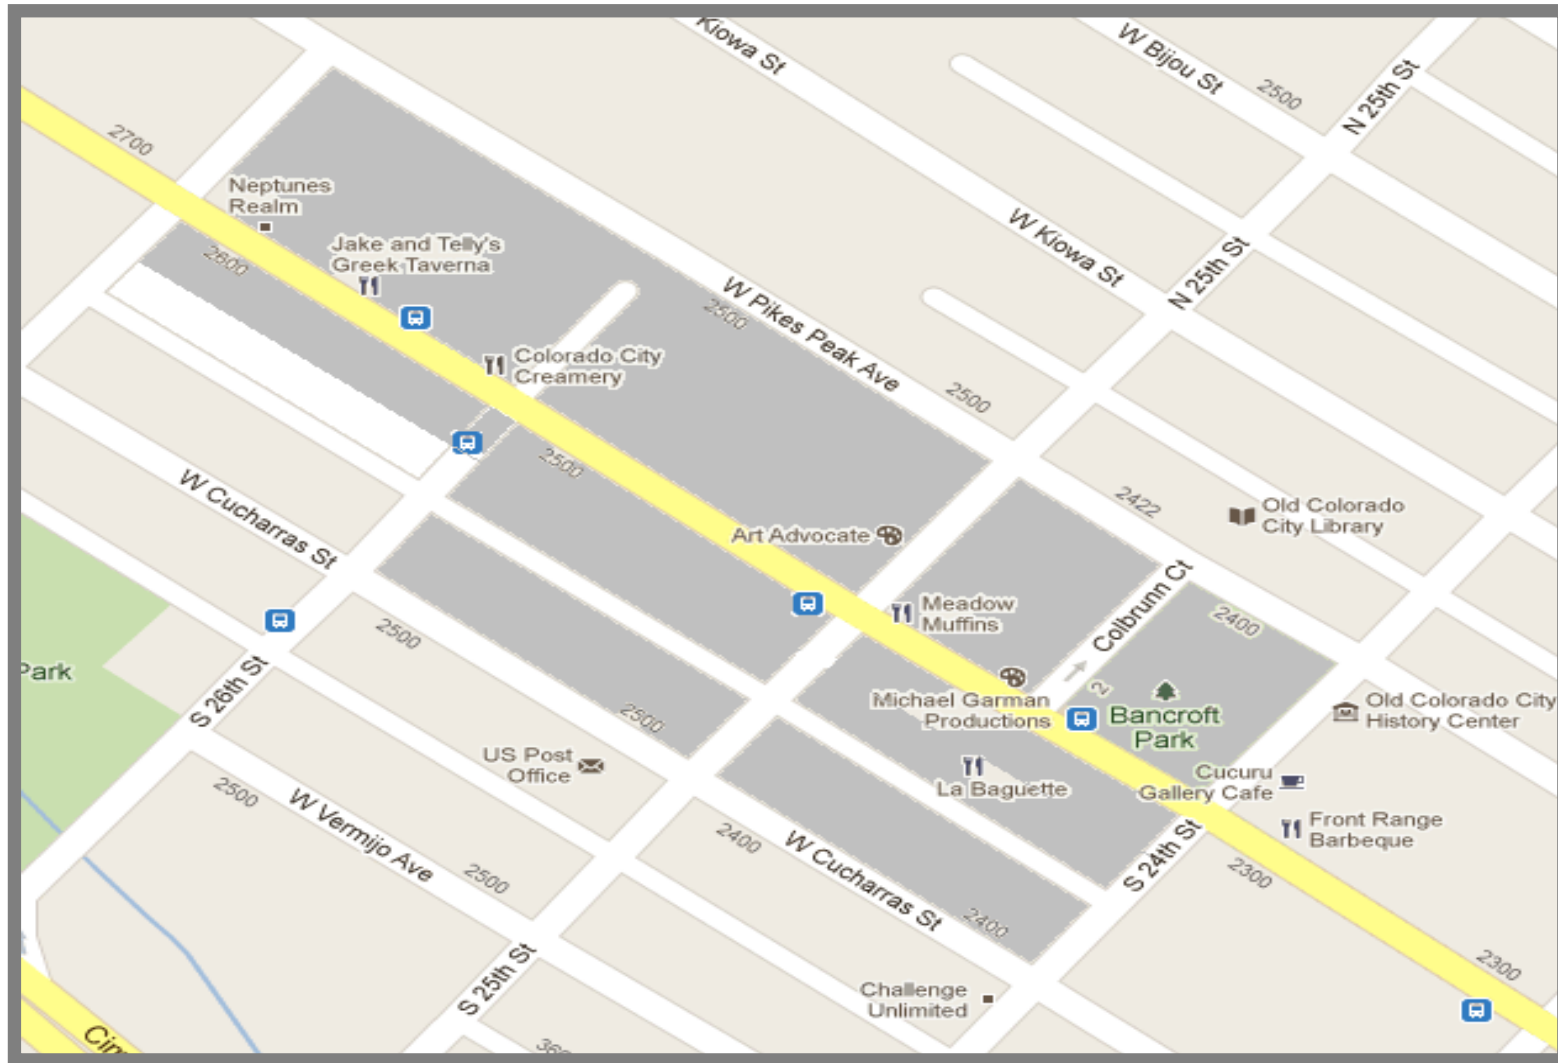 Kiowa St
W Bijou St
2500
N 25th St
2700
Neptunes
Realm
Jake and Telly's
Greek Taverna
2600
W Kiowa St
N 25th St
W Pikes Peak Ave
2500
Colorado City
Creamery
2500
2500
W Cucharras St
2422
Old Colorado
City Library
Art Advocate
Meadow
Muffins
Colbrunn Ct
2400
2500
Park
S 26th St
2
Michael Garman
Productions
Bancroft
Park
Old Colorado City
History Center
2500
US Post
Office
La Baguette
Cucuru
Gallery Cafe
2500
W Vermijo Ave
2500
2400
W Cucharras St
2400
S 24th St
Front Range
Barbeque
2300
2300
S 25th St
Challenge
Unlimited